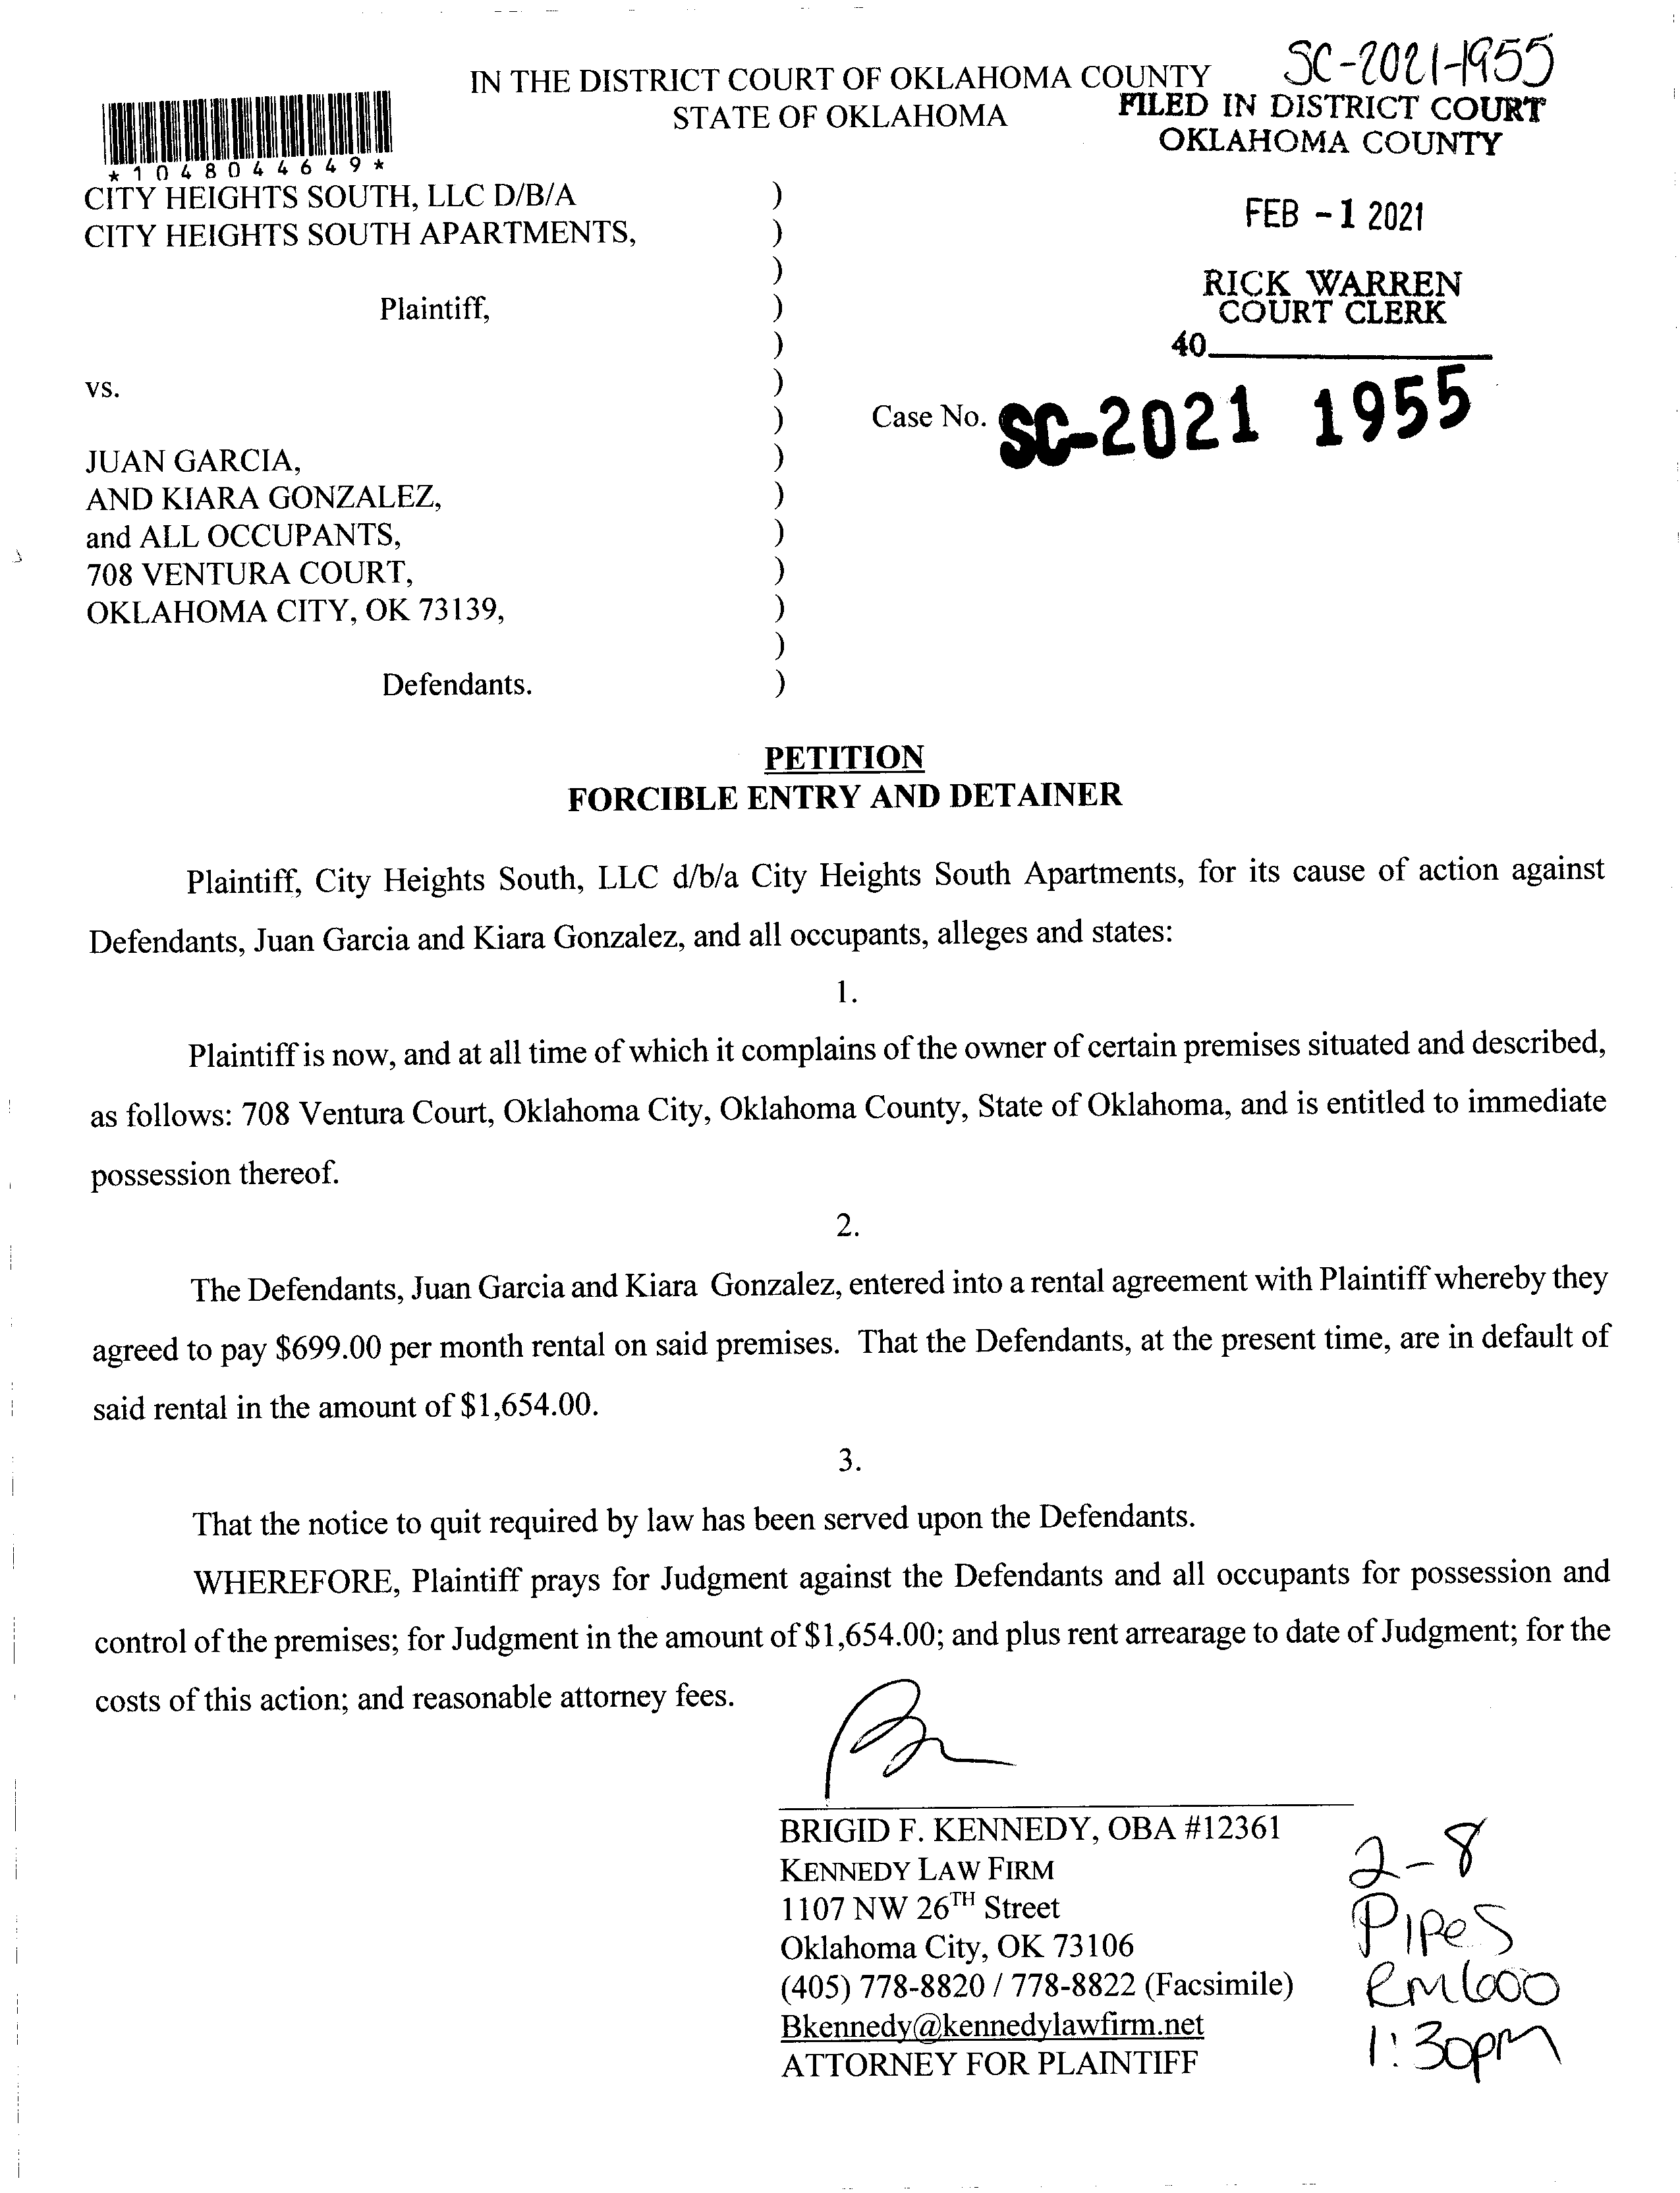 SC-2021-1955
IN THE DISTRICT COURT OF OKLAHOMA COUNTY
STATE OF OKLAHOMA
FILED IN DISTRICT COURT
OKLAHOMA COUNTY
*1048044649*
FEB -1 2021
RICK WARREN
COURT CLERK
40
CITY HEIGHTS SOUTH, LLC D/B/A )
CITY HEIGHTS SOUTH APARTMENTS, )
)
Plaintiff, )
)
vs. )
) Case No. SC-2021 1955
JUAN GARCIA, )
AND KIARA GONZALEZ, )
and ALL OCCUPANTS, )
708 VENTURA COURT, )
OKLAHOMA CITY, OK 73139, )
)
Defendants. )
PETITION
FORCIBLE ENTRY AND DETAINER
Plaintiff, City Heights South, LLC d/b/a City Heights South Apartments, for its cause of action against
Defendants, Juan Garcia and Kiara Gonzalez, and all occupants, alleges and states:
1.
Plaintiff is now, and at all time of which it complains of the owner of certain premises situated and described,
as follows: 708 Ventura Court, Oklahoma City, Oklahoma County, State of Oklahoma, and is entitled to immediate
possession thereof.
2.
The Defendants, Juan Garcia and Kiara Gonzalez, entered into a rental agreement with Plaintiff whereby they
agreed to pay $699.00 per month rental on said premises. That the Defendants, at the present time, are in default of
said rental in the amount of $1,654.00.
3.
That the notice to quit required by law has been served upon the Defendants.
WHEREFORE, Plaintiff prays for Judgment against the Defendants and all occupants for possession and
control of the premises; for Judgment in the amount of $1,654.00; and plus rent arrearage to date of Judgment; for the
costs of this action; and reasonable attorney fees.
BRIGID F. KENNEDY, OBA #12361
KENNEDY LAW FIRM
1107 NW 26TH Street
Oklahoma City, OK 73106
(405) 778-8820 / 778-8822 (Facsimile)
Bkennedy@kennedylawfirm.net
ATTORNEY FOR PLAINTIFF
2-8
Pipes
RM600
1:30pm